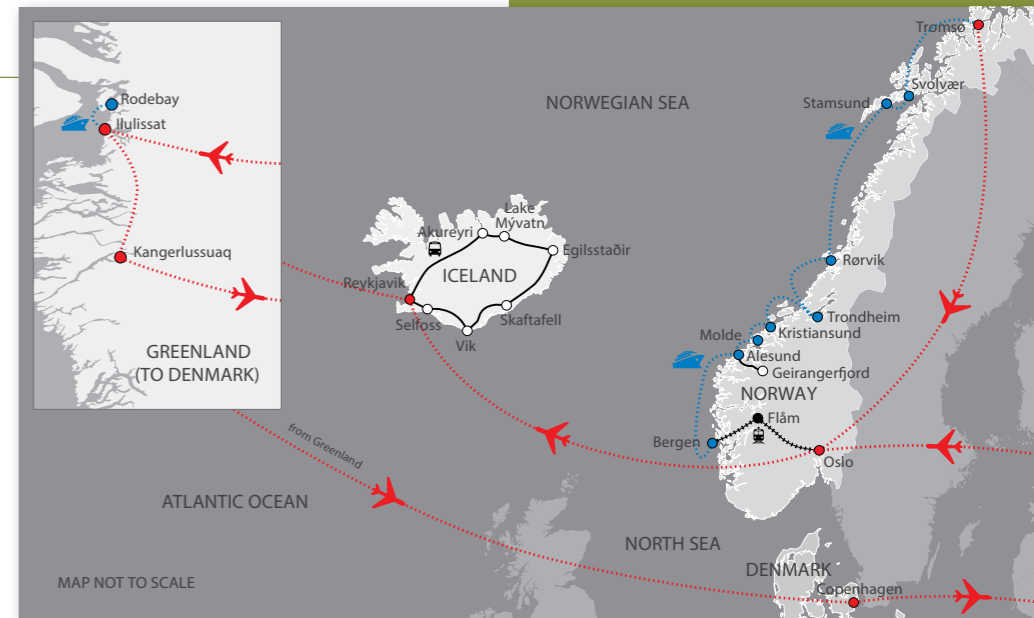 Rodebay
Ilulissat
Kangerlussuaq
GREENLAND
(TO DENMARK)
from Greenland
ATLANTIC OCEAN
MAP NOT TO SCALE
NORWEGIAN SEA
Reykjavik
Akureyri
Lake
Mývatn
Egilsstaðir
ICELAND
Skaftafell
Selfoss
Vik
Tromsø
Svolvær
Stamsund
Rørvik
Trondheim
Kristiansund
Molde
Alesund
Geirangerfjord
NORWAY
Flåm
Bergen
Oslo
NORTH SEA
DENMARK
Copenhagen